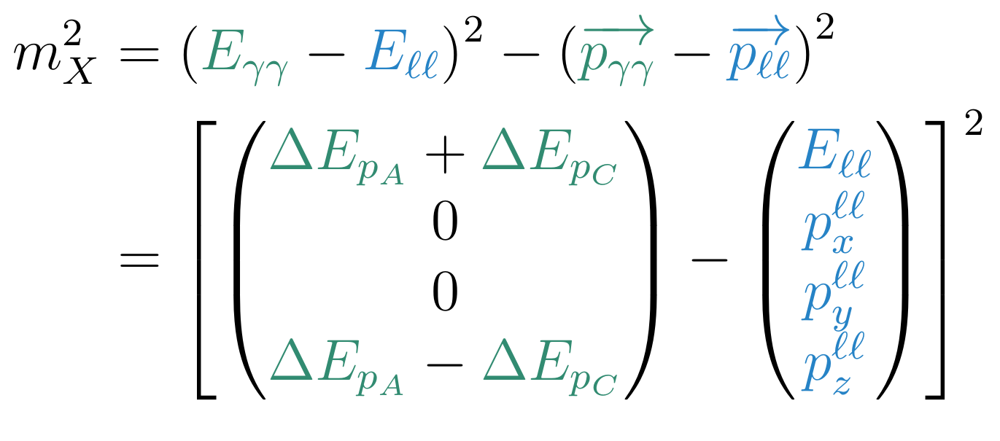 m_X^2 = (E_{γγ} − E_{ℓℓ})^2 − (\overrightarrow{p_{γγ}} − \overrightarrow{p_{ℓℓ}})^2
= [ ( ΔE_{p_A} + ΔE_{p_C} ) − ( E_{ℓℓ} ) ]^2
0 p_x^{ℓℓ}
0 p_y^{ℓℓ}
ΔE_{p_A} − ΔE_{p_C} p_z^{ℓℓ}